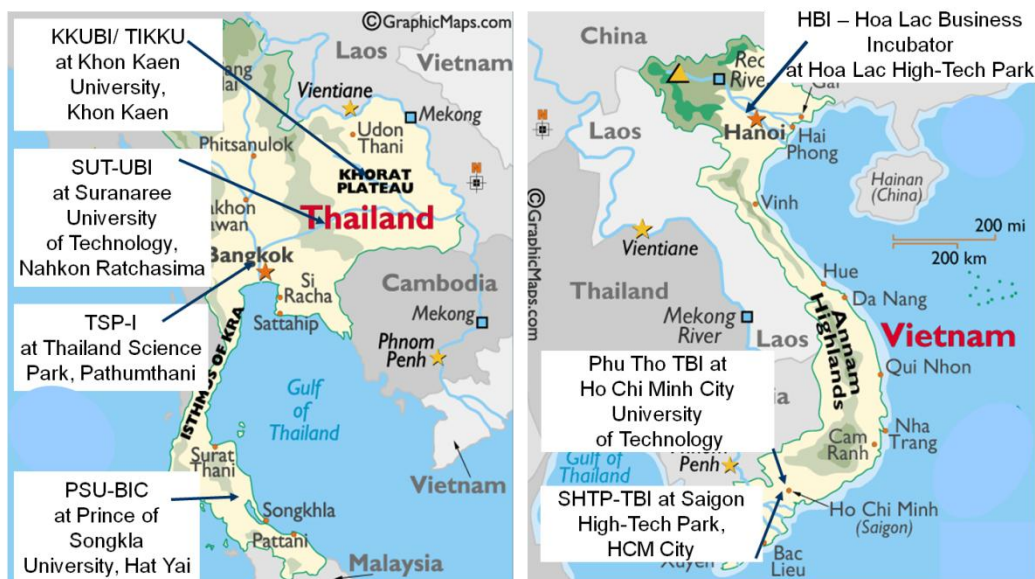 ©GraphicMaps.com
KKUBI/ TIKKU
at Khon Kaen
University,
Khon Kaen
Laos
Vietnam
Vientiane
Mekong
Udon
Thani
Phitsanulok
N
KHORAT
PLATEAU
SUT-UBI
at Suranaree
University
of Technology,
Nahkon Ratchasima
Thailand
Bangkok
Si
Racha
Sattahip
Cambodia
Mekong
Phnom
Penh
TSP-I
at Thailand Science
Park, Pathumthani
ISTHMUS OF KRA
Gulf
of
Thailand
Surat
Thani
Vietnam
PSU-BIC
at Prince of
Songkla
University, Hat Yai
Songkhla
Pattani
Malaysia
China
HBI – Hoa Lac Business
Incubator
at Hoa Lac High-Tech Park
Hanoi
Hai
Phong
Laos
N
Hainan
(China)
Vinh
©GraphicMaps.com
200 mi
200 km
Vientiane
Hue
Da Nang
Thailand
Mekong
River
Laos
Annam
Highlands
Vietnam
Qui Nhon
Phu Tho TBI at
Ho Chi Minh City
University
of Technology
Nha
Trang
Cam
Ranh
Gulf of
Thailand
Penh
SHTP-TBI at Saigon
High-Tech Park,
HCM City
Ho Chi Minh
(Saigon)
Bac
Lieu